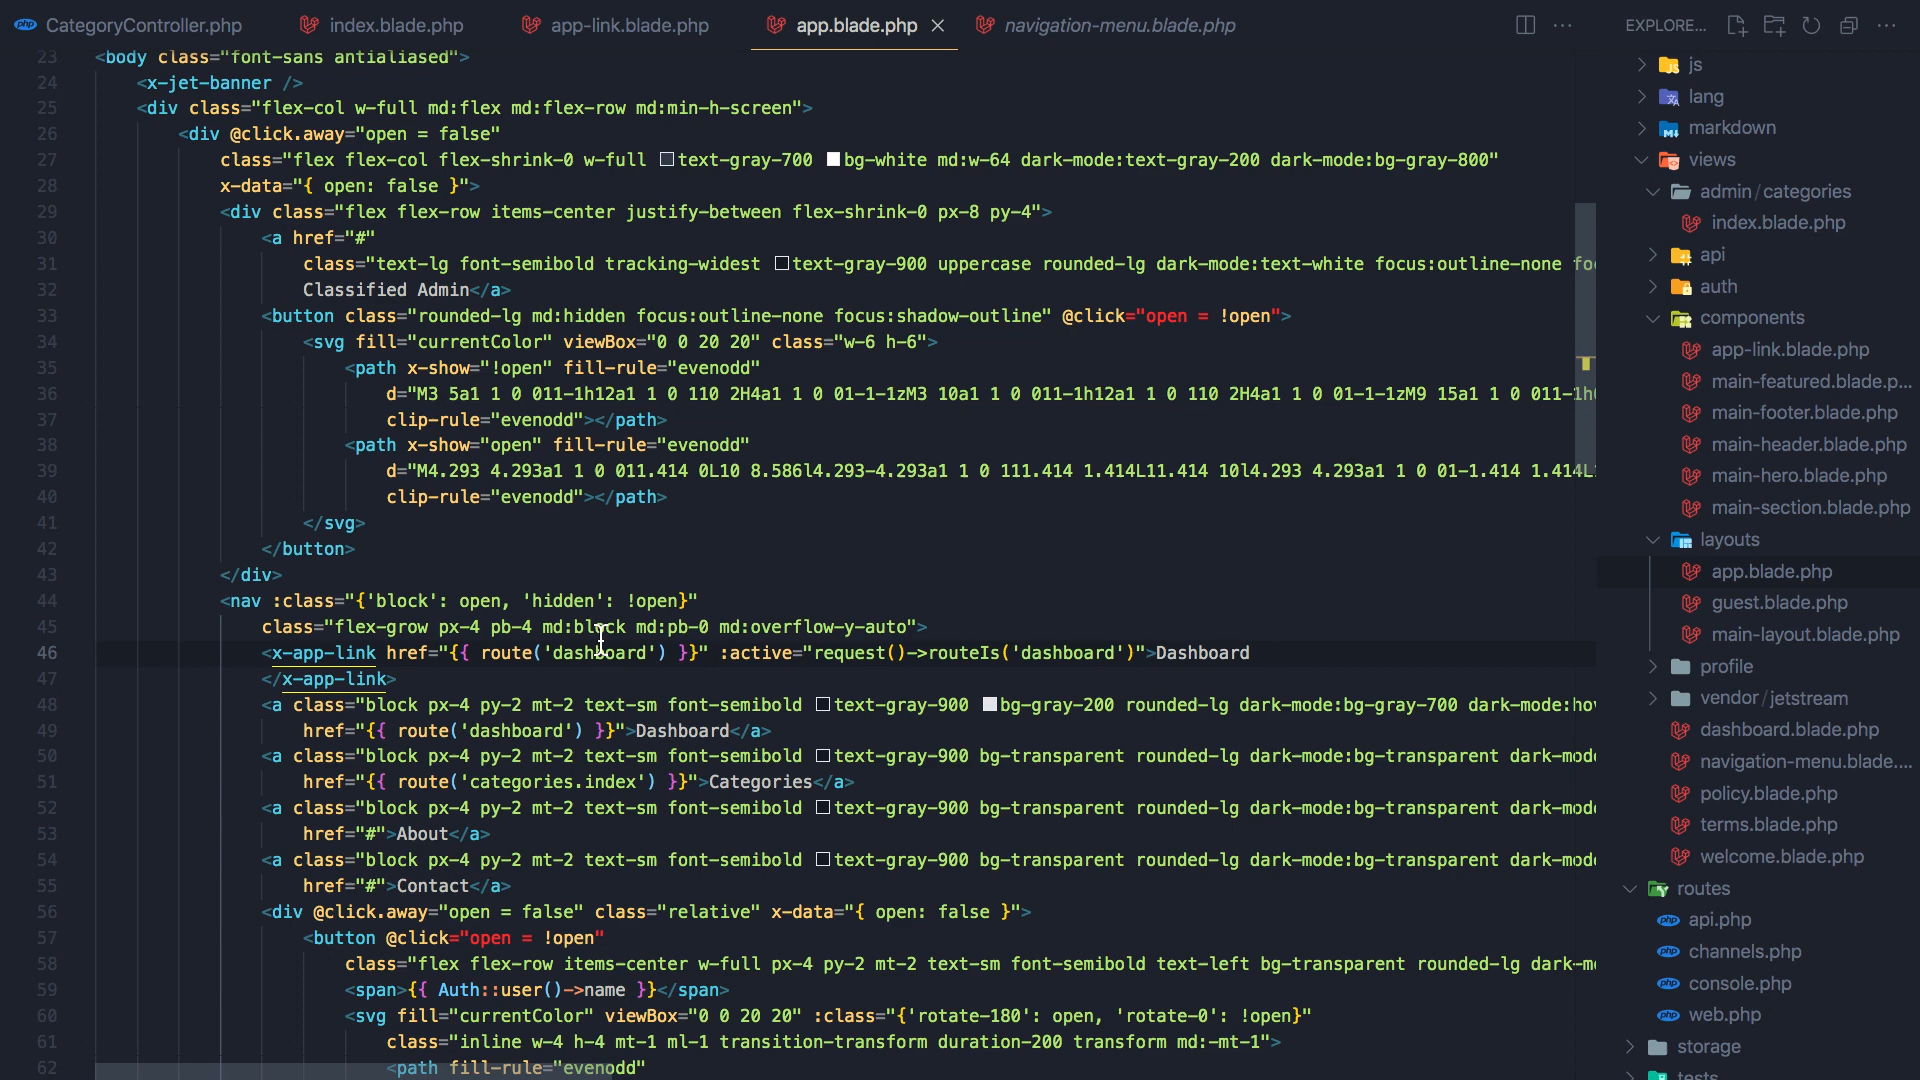 CategoryController.php index.blade.php app-link.blade.php app.blade.php navigation-menu.blade.php
23 <body class="font-sans antialiased">
24 <x-jet-banner />
25 <div class="flex-col w-full md:flex md:flex-row md:min-h-screen">
26 <div @click.away="open = false"
27 class="flex flex-col flex-shrink-0 w-full text-gray-700 bg-white md:w-64 dark-mode:text-gray-200 dark-mode:bg-gray-800"
28 x-data="{ open: false }">
29 <div class="flex flex-row items-center justify-between flex-shrink-0 px-8 py-4">
30 <a href="#"
31 class="text-lg font-semibold tracking-widest text-gray-900 uppercase rounded-lg dark-mode:text-white focus:outline-none fo
32 Classified Admin</a>
33 <button class="rounded-lg md:hidden focus:outline-none focus:shadow-outline" @click="open = !open">
34 <svg fill="currentColor" viewBox="0 0 20 20" class="w-6 h-6">
35 <path x-show="!open" fill-rule="evenodd"
36 d="M3 5a1 1 0 011-1h12a1 1 0 110 2H4a1 1 0 01-1-1zM3 10a1 1 0 011-1h12a1 1 0 110 2H4a1 1 0 01-1-1zM9 15a1 1 0 011-1h
37 clip-rule="evenodd"></path>
38 <path x-show="open" fill-rule="evenodd"
39 d="M4.293 4.293a1 1 0 011.414 0L10 8.586l4.293-4.293a1 1 0 111.414 1.414L11.414 10l4.293 4.293a1 1 0 01-1.414 1.414L
40 clip-rule="evenodd"></path>
41 </svg>
42 </button>
43 </div>
44 <nav :class="{'block': open, 'hidden': !open}"
45 class="flex-grow px-4 pb-4 md:block md:pb-0 md:overflow-y-auto">
46 <x-app-link href="{{ route('dashboard') }}" :active="request()->routeIs('dashboard')">Dashboard
47 </x-app-link>
48 <a class="block px-4 py-2 mt-2 text-sm font-semibold text-gray-900 bg-gray-200 rounded-lg dark-mode:bg-gray-700 dark-mode:ho
49 href="{{ route('dashboard') }}">Dashboard</a>
50 <a class="block px-4 py-2 mt-2 text-sm font-semibold text-gray-900 bg-transparent rounded-lg dark-mode:bg-transparent dark-mod
51 href="{{ route('categories.index') }}">Categories</a>
52 <a class="block px-4 py-2 mt-2 text-sm font-semibold text-gray-900 bg-transparent rounded-lg dark-mode:bg-transparent dark-mod
53 href="#">About</a>
54 <a class="block px-4 py-2 mt-2 text-sm font-semibold text-gray-900 bg-transparent rounded-lg dark-mode:bg-transparent dark-mod
55 href="#">Contact</a>
56 <div @click.away="open = false" class="relative" x-data="{ open: false }">
57 <button @click="open = !open"
58 class="flex flex-row items-center w-full px-4 py-2 mt-2 text-sm font-semibold text-left bg-transparent rounded-lg dark-m
59 <span>{{ Auth::user()->name }}</span>
60 <svg fill="currentColor" viewBox="0 0 20 20" :class="{'rotate-180': open, 'rotate-0': !open}"
61 class="inline w-4 h-4 mt-1 ml-1 transition-transform duration-200 transform md:-mt-1">
62 <path fill-rule="evenodd"
EXPLORE...
js
lang
markdown
views
admin/categories
index.blade.php
api
auth
components
app-link.blade.php
main-featured.blade.p...
main-footer.blade.php
main-header.blade.php
main-hero.blade.php
main-section.blade.php
layouts
app.blade.php
guest.blade.php
main-layout.blade.php
profile
vendor/jetstream
dashboard.blade.php
navigation-menu.blade....
policy.blade.php
terms.blade.php
welcome.blade.php
routes
api.php
channels.php
console.php
web.php
storage
tests